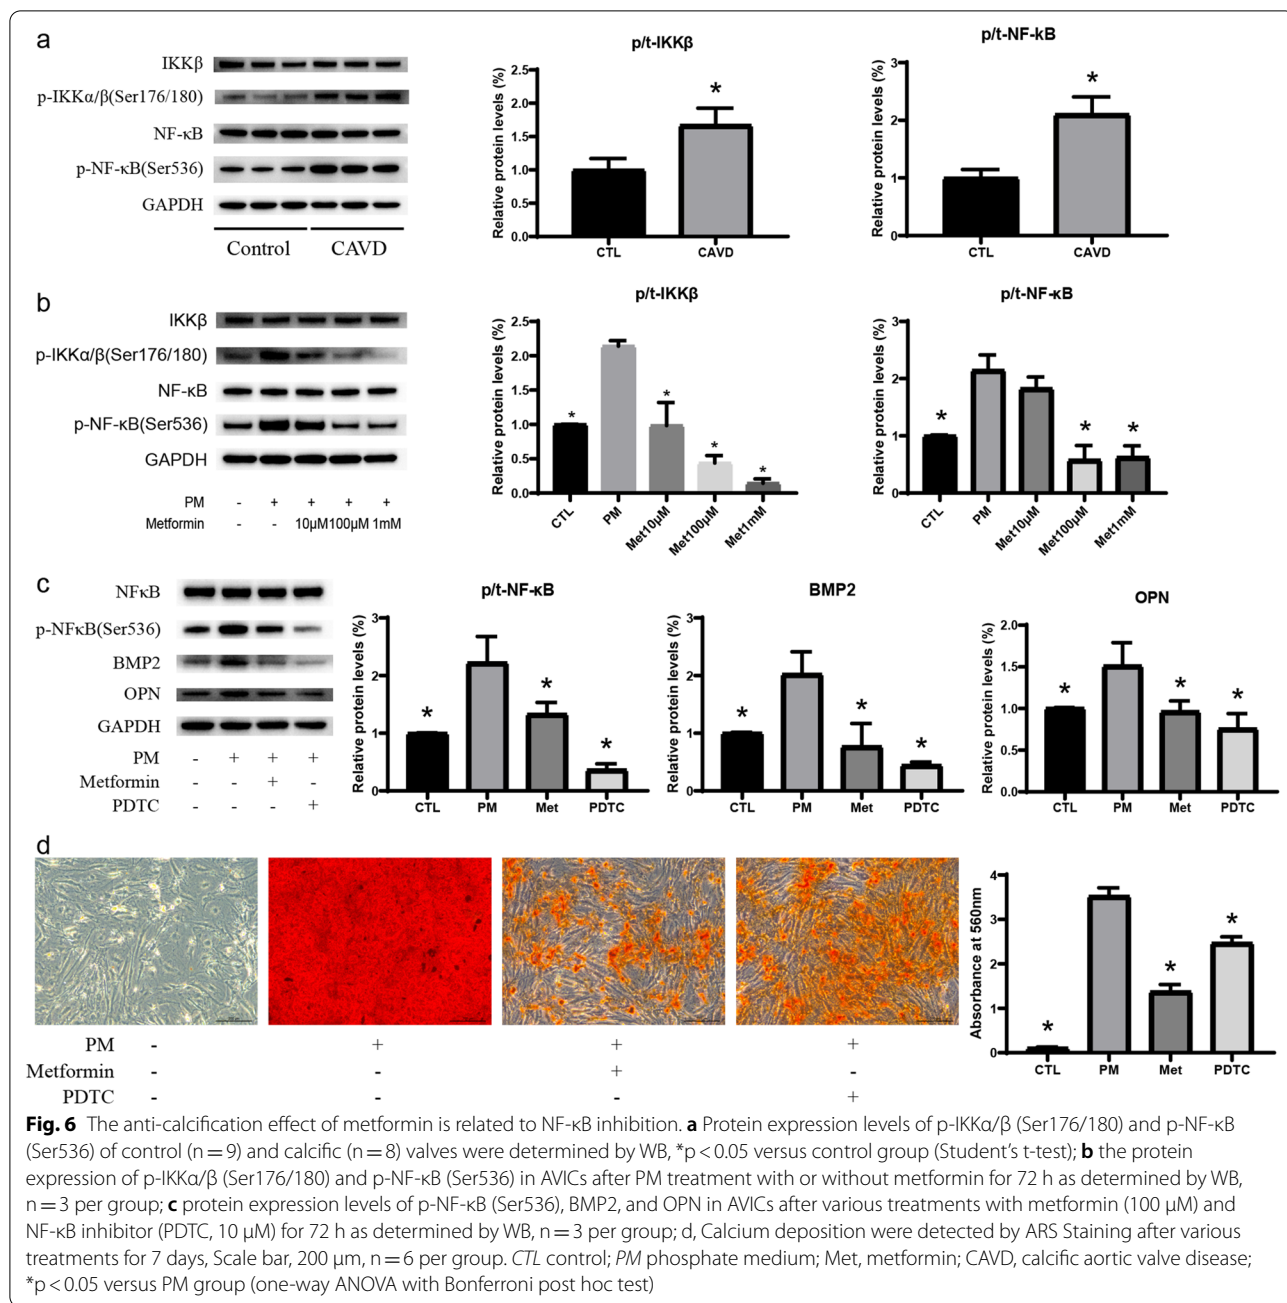 a
IKKβ
p-IKKα/β(Ser176/180)
NF-κB
p-NF-κB(Ser536)
GAPDH
Control CAVD
p/t-IKKβ
Relative protein levels (%)
2.5
2.0
1.5
1.0
0.5
0.0
*
CTL CAVD
p/t-NF-kB
Relative protein levels (%)
3
2
1
0
*
CTL CAVD
b
IKKβ
p-IKKα/β(Ser176/180)
NF-κB
p-NF-κB(Ser536)
GAPDH
PM - + + + +
Metformin - - 10μM 100μM 1mM
p/t-IKKβ
Relative protein levels (%)
2.5
2.0
1.5
1.0
0.5
0.0
* * * *
CTL PM Met10μM Met100μM Met1mM
p/t-NF-κB
Relative protein levels (%)
3
2
1
0
* * *
CTL PM Met10μM Met100μM Met1mM
c
NFκB
p-NFκB(Ser536)
BMP2
OPN
GAPDH
PM - + + +
Metformin - - + -
PDTC - - - +
p/t-NF-κB
Relative protein levels (%)
3
2
1
0
* * *
CTL PM Met PDTC
BMP2
Relative protein levels (%)
3
2
1
0
* * *
CTL PM Met PDTC
OPN
Relative protein levels (%)
2.0
1.5
1.0
0.5
0.0
* * *
CTL PM Met PDTC
d
PM - + + +
Metformin - - + -
PDTC - - - +
Absorbance at 560nm
4
3
2
1
0
* * *
CTL PM Met PDTC
Fig. 6 The anti-calcification effect of metformin is related to NF-κB inhibition. a Protein expression levels of p-IKKα/β (Ser176/180) and p-NF-κB
(Ser536) of control (n = 9) and calcific (n = 8) valves were determined by WB, *p < 0.05 versus control group (Student's t-test); b the protein
expression of p-IKKα/β (Ser176/180) and p-NF-κB (Ser536) in AVICs after PM treatment with or without metformin for 72 h as determined by WB,
n = 3 per group; c protein expression levels of p-NF-κB (Ser536), BMP2, and OPN in AVICs after various treatments with metformin (100 μM) and
NF-κB inhibitor (PDTC, 10 μM) for 72 h as determined by WB, n = 3 per group; d, Calcium deposition were detected by ARS Staining after various
treatments for 7 days, Scale bar, 200 μm, n = 6 per group. CTL control; PM phosphate medium; Met, metformin; CAVD, calcific aortic valve disease;
*p < 0.05 versus PM group (one-way ANOVA with Bonferroni post hoc test)